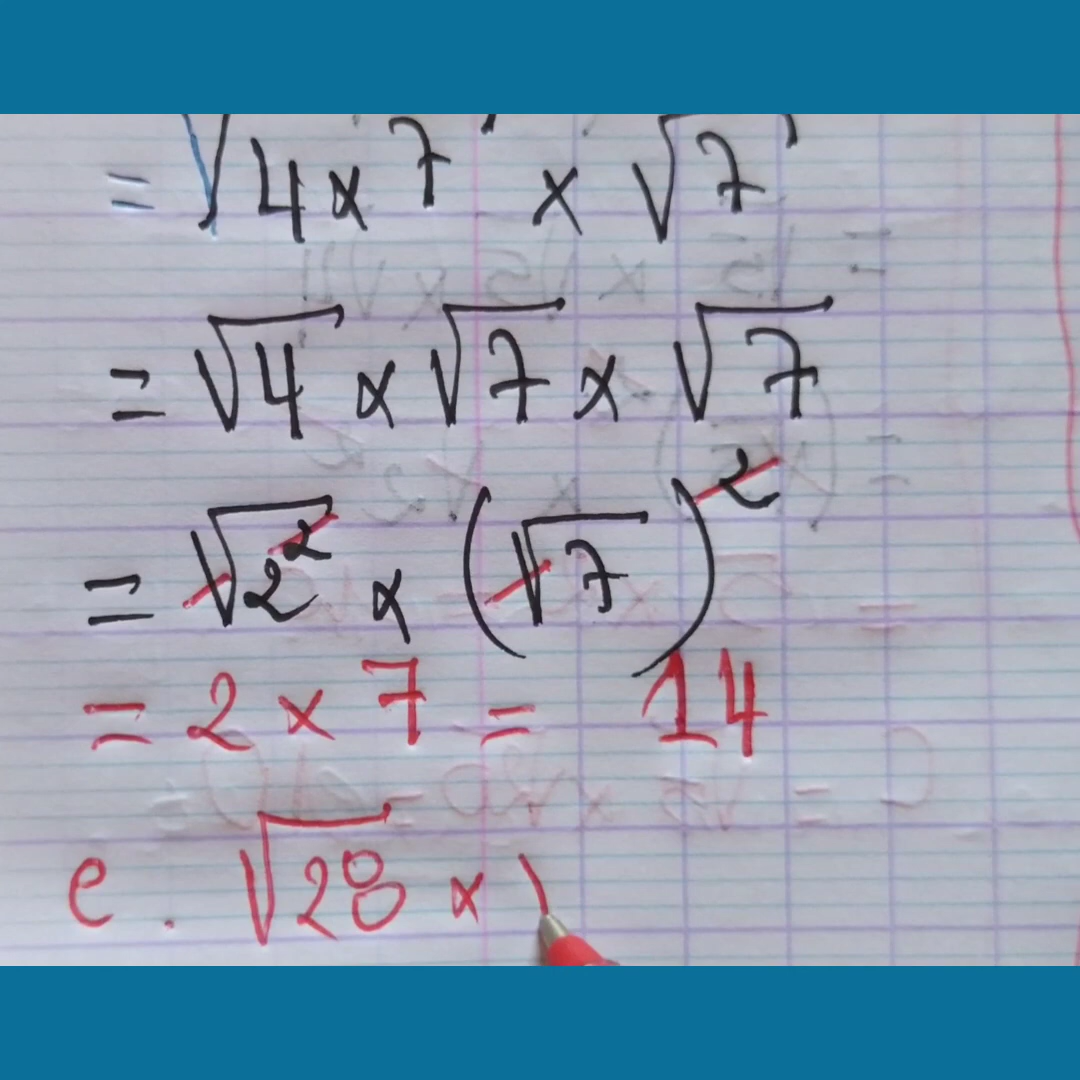 = √4 × 7 × √7
= √4 × √7 × √7
= √2² × (√7)²
= 2 × 7 = 14
e . √28 ×